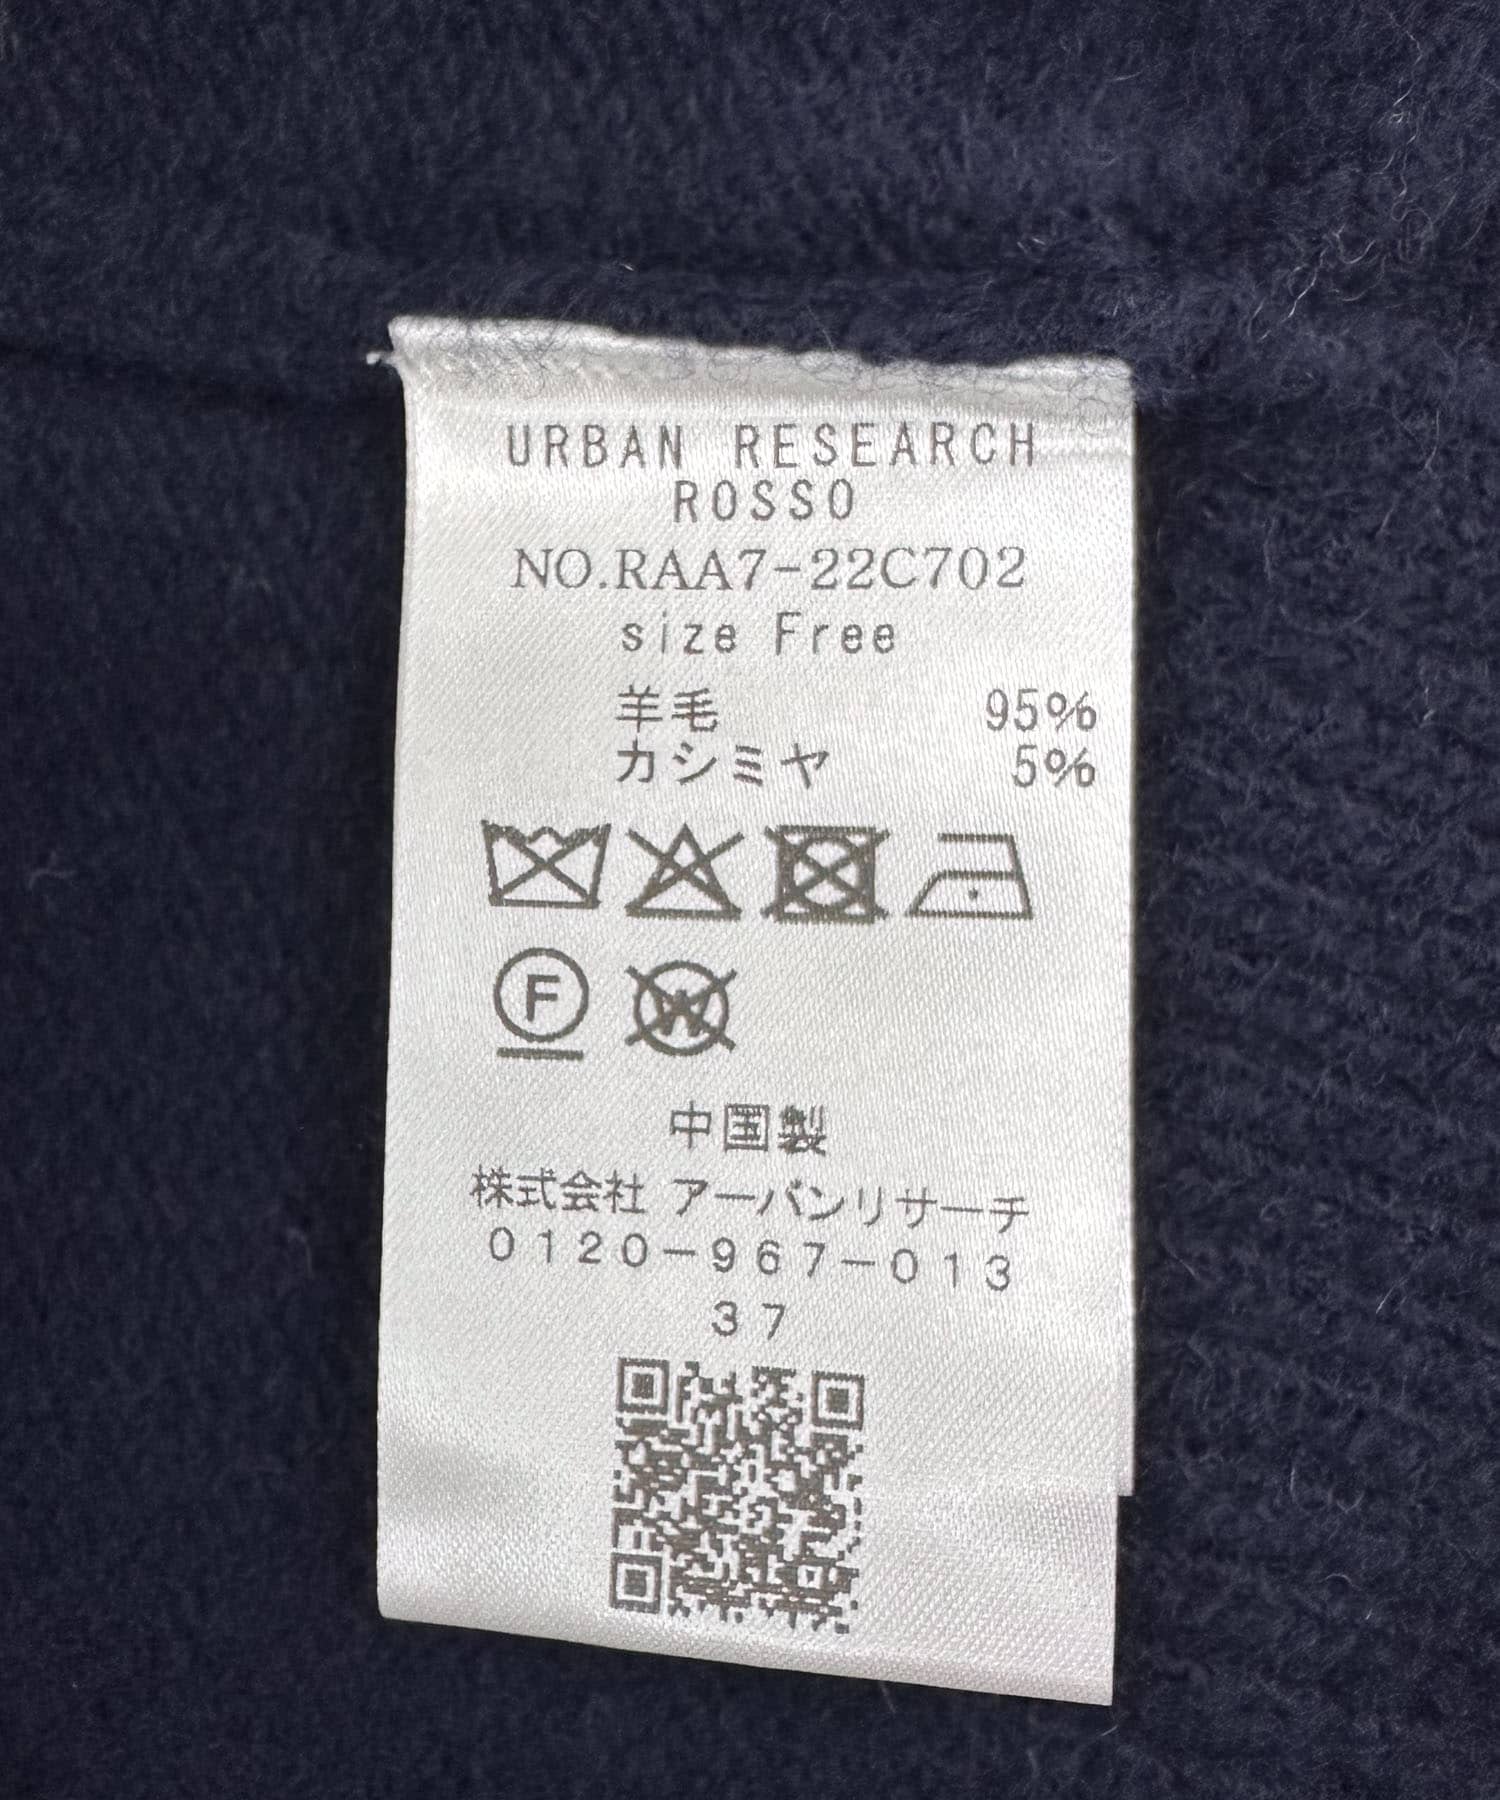 URBAN RESEARCH
ROSSO
NO.RAA7-22C702
size Free
羊毛 95%
カシミヤ 5%
F W
中国製
株式会社 アーバンリサーチ
0120-967-013
37